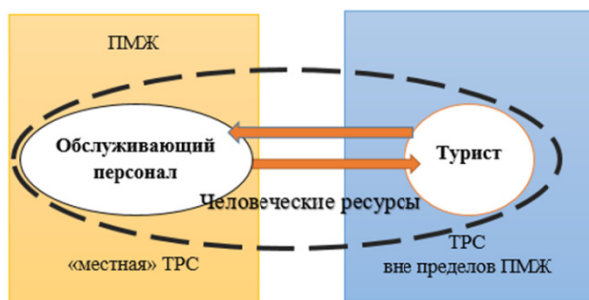 ПМЖ
Обслуживающий
персонал
Турист
Человеческие ресурсы
«местная» ТРС
ТРС
вне пределов ПМЖ